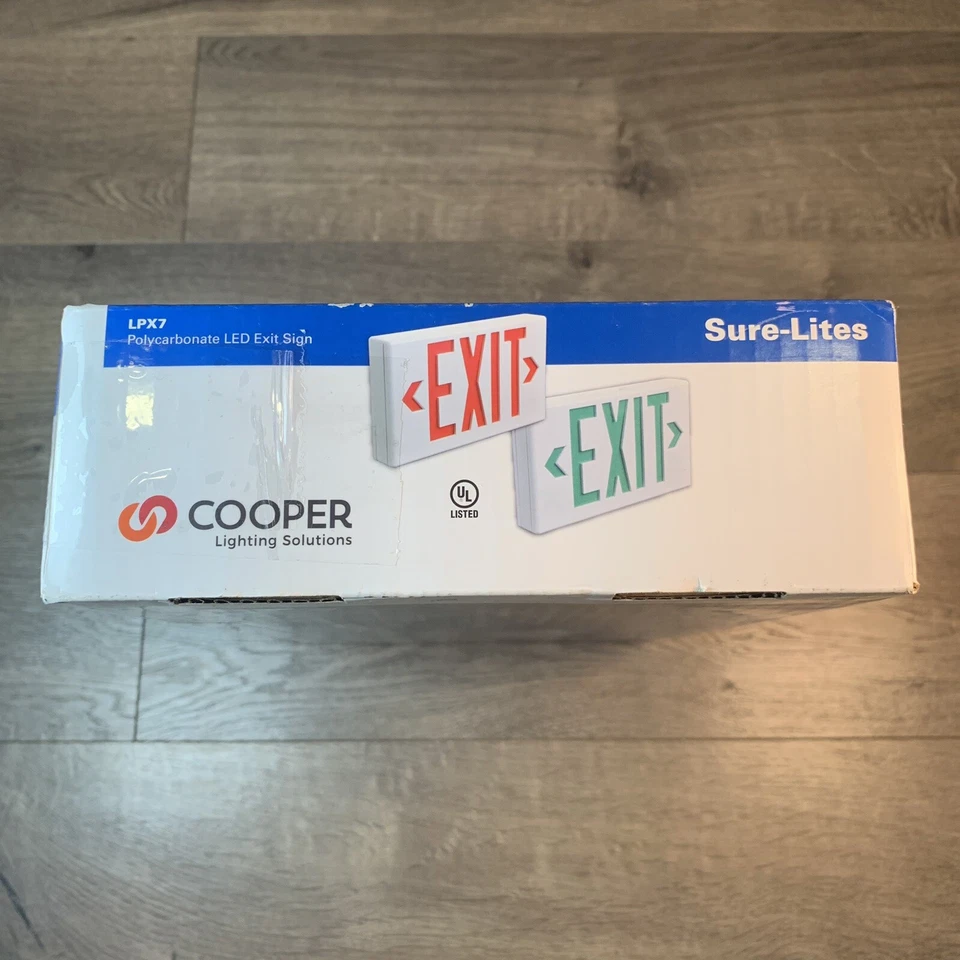 LPX7
Polycarbonate LED Exit Sign
Sure-Lites
EXIT
EXIT
UL
LISTED
COOPER
Lighting Solutions